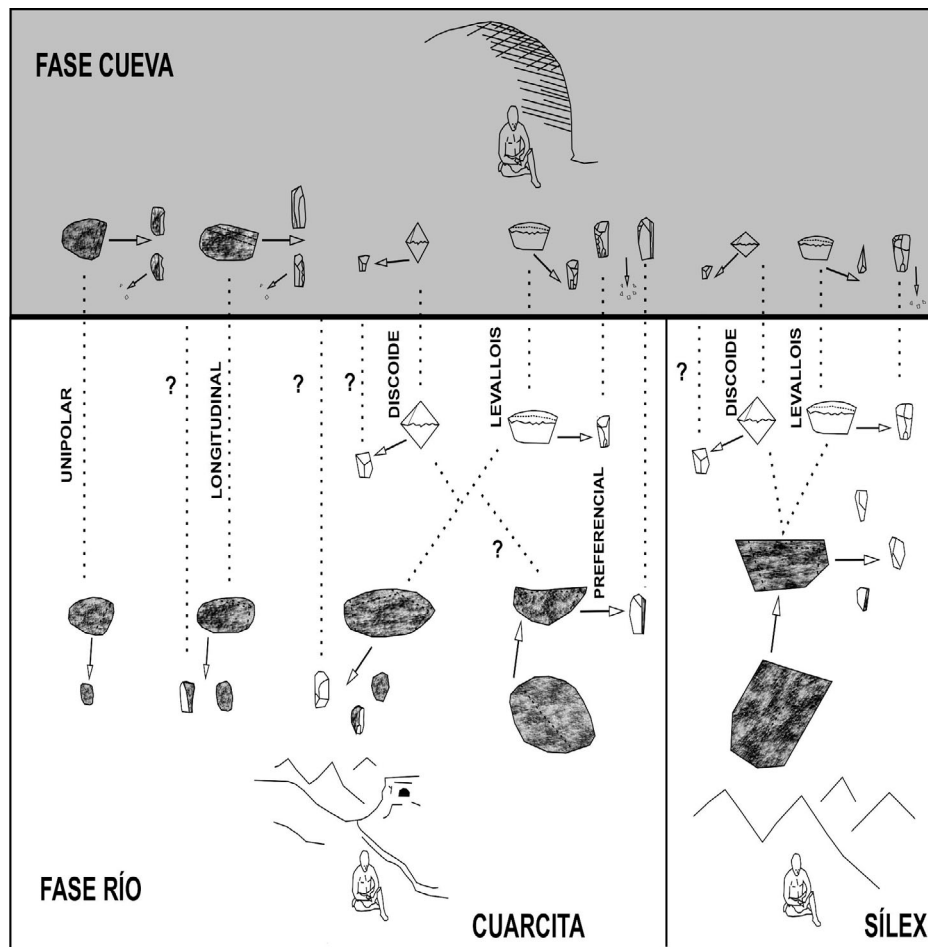 FASE CUEVA
UNIPOLAR
?
LONGITUDINAL
?
?
DISCOIDE
LEVALLOIS
?
PREFERENCIAL
?
DISCOIDE
LEVALLOIS
FASE RÍO
CUARCITA
SÍLEX